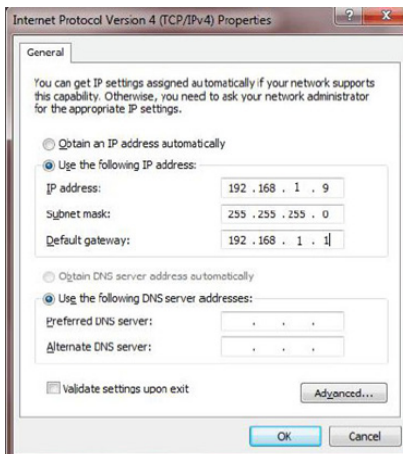 Internet Protocol Version 4 (TCP/IPv4) Properties
General
You can get IP settings assigned automatically if your network supports
this capability. Otherwise, you need to ask your network administrator
for the appropriate IP settings.
Obtain an IP address automatically
Use the following IP address:
IP address: 192 . 168 . 1 . 9
Subnet mask: 255 . 255 . 255 . 0
Default gateway: 192 . 168 . 1 . 1
Obtain DNS server address automatically
Use the following DNS server addresses:
Preferred DNS server: . . .
Alternate DNS server: . . .
Validate settings upon exit
Advanced...
OK Cancel